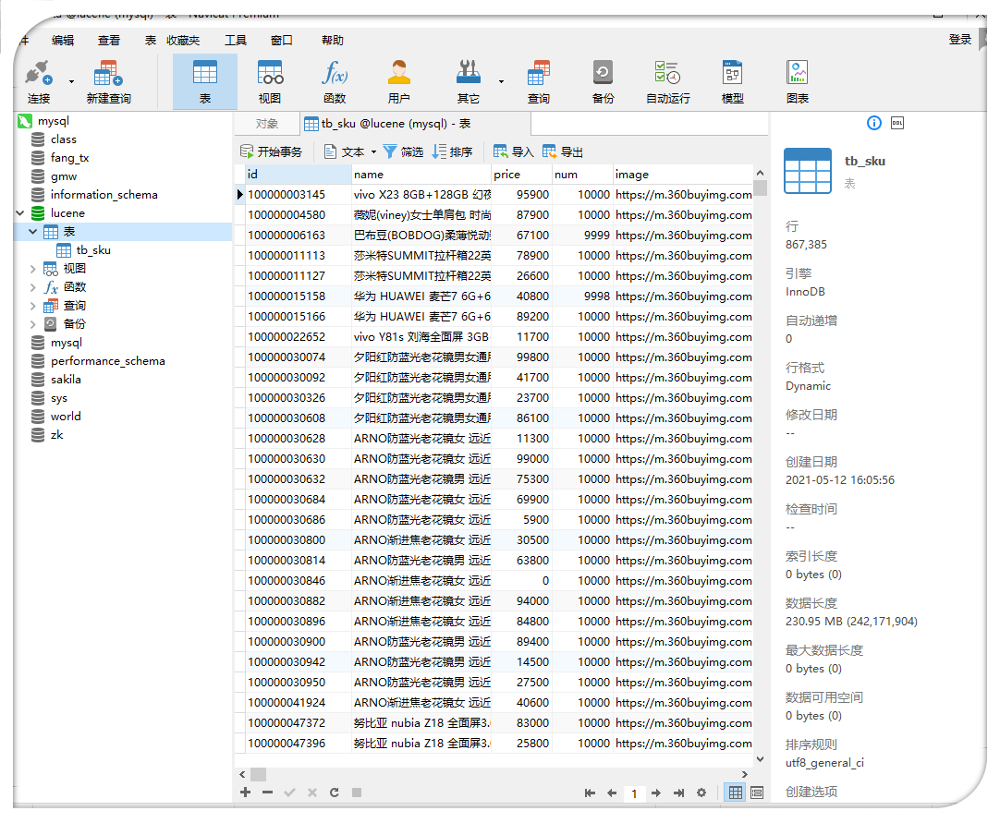 @lucene (mysql) - 表 - Navicat Premium
件 编辑 查看 表 收藏夹 工具 窗口 帮助 登录
连接 新建查询 表 视图 函数 用户 其它 查询 备份 自动运行 模型 图表
mysql
class
fang_tx
gmw
information_schema
lucene
表
tb_sku
视图
函数
查询
备份
mysql
performance_schema
sakila
sys
world
zk
对象 tb_sku @lucene (mysql) - 表
开始事务 文本 筛选 排序 导入 导出
id name price num image
100000003145 vivo X23 8GB+128GB 幻夜 95900 10000 https://m.360buyimg.com
100000004580 薇妮(viney)女士单肩包 时尚 87900 10000 https://m.360buyimg.com
100000006163 巴布豆(BOBDOG)柔薄悦动 67100 9999 https://m.360buyimg.com
100000011113 莎米特SUMMIT拉杆箱22英 78900 10000 https://m.360buyimg.com
100000011127 莎米特SUMMIT拉杆箱22英 26600 10000 https://m.360buyimg.com
100000015158 华为 HUAWEI 麦芒7 6G+6 40800 9998 https://m.360buyimg.com
100000015166 华为 HUAWEI 麦芒7 6G+6 89200 10000 https://m.360buyimg.com
100000022652 vivo Y81s 刘海全面屏 3GB 11700 10000 https://m.360buyimg.com
100000030074 夕阳红防蓝光老花镜男女通用 99800 10000 https://m.360buyimg.com
100000030092 夕阳红防蓝光老花镜男女通用 41700 10000 https://m.360buyimg.com
100000030326 夕阳红防蓝光老花镜男女通用 23700 10000 https://m.360buyimg.com
100000030608 夕阳红防蓝光老花镜男女通用 86100 10000 https://m.360buyimg.com
100000030628 ARNO防蓝光老花镜女 远近 11300 10000 https://m.360buyimg.com
100000030630 ARNO防蓝光老花镜女 远近 99000 10000 https://m.360buyimg.com
100000030632 ARNO防蓝光老花镜男 远近 75300 10000 https://m.360buyimg.com
100000030684 ARNO防蓝光老花镜女 远近 69900 10000 https://m.360buyimg.com
100000030686 ARNO防蓝光老花镜女 远近 5900 10000 https://m.360buyimg.com
100000030800 ARNO渐进焦老花镜女 远近 30500 10000 https://m.360buyimg.com
100000030814 ARNO防蓝光老花镜男 远近 63800 10000 https://m.360buyimg.com
100000030846 ARNO渐进焦老花镜女 远近 0 10000 https://m.360buyimg.com
100000030882 ARNO渐进焦老花镜女 远近 94000 10000 https://m.360buyimg.com
100000030896 ARNO渐进焦老花镜女 远近 84800 10000 https://m.360buyimg.com
100000030900 ARNO防蓝光老花镜男 远近 89400 10000 https://m.360buyimg.com
100000030942 ARNO防蓝光老花镜男 远近 14500 10000 https://m.360buyimg.com
100000030950 ARNO防蓝光老花镜男 远近 27500 10000 https://m.360buyimg.com
100000041924 ARNO防蓝光老花镜女 远近 40600 10000 https://m.360buyimg.com
100000047372 努比亚 nubia Z18 全面屏3. 83000 10000 https://m.360buyimg.com
100000047396 努比亚 nubia Z18 全面屏3. 25800 10000 https://m.360buyimg.com
1
DDL
tb_sku
表
行
867,385
引擎
InnoDB
自动递增
0
行格式
Dynamic
修改日期
--
创建日期
2021-05-12 16:05:56
检查时间
--
索引长度
0 bytes (0)
数据长度
230.95 MB (242,171,904)
最大数据长度
0 bytes (0)
数据可用空间
0 bytes (0)
排序规则
utf8_general_ci
创建选项